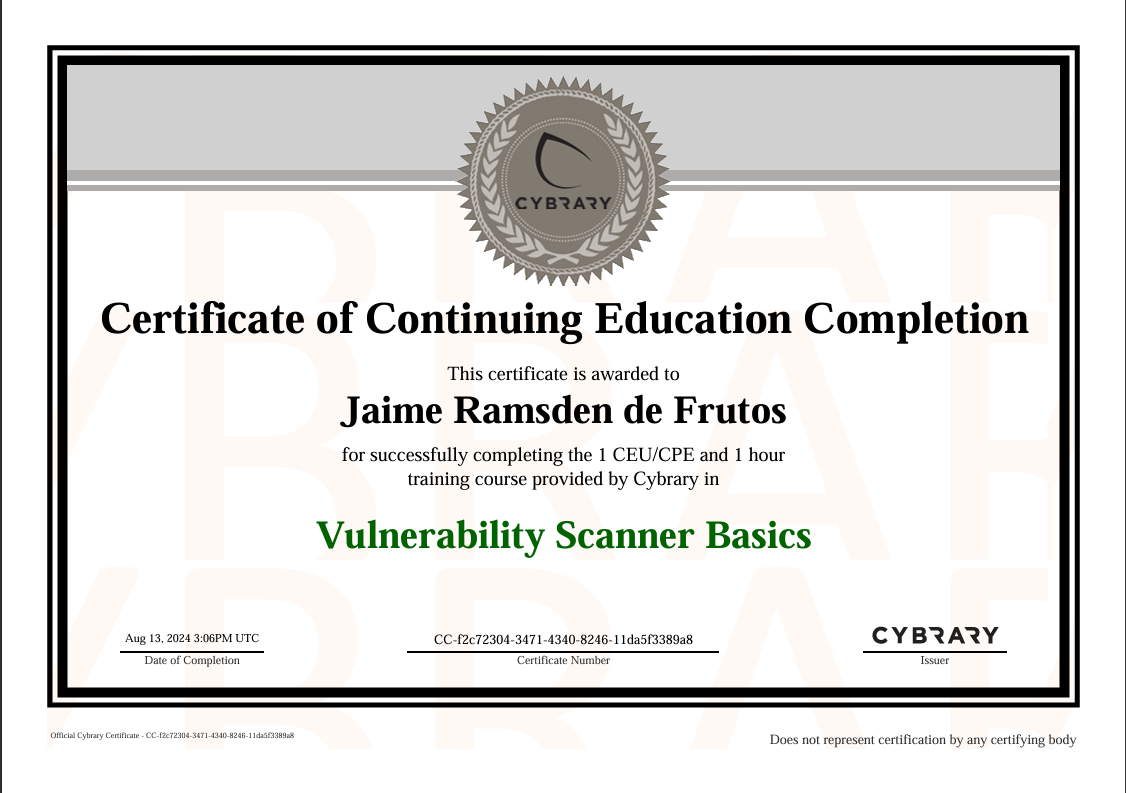 CYBRARY
Certificate of Continuing Education Completion
This certificate is awarded to
Jaime Ramsden de Frutos
for successfully completing the 1 CEU/CPE and 1 hour
training course provided by Cybrary in
Vulnerability Scanner Basics
Aug 13, 2024 3:06PM UTC
Date of Completion
CC-f2c72304-3471-4340-8246-11da5f3389a8
Certificate Number
CYBRARY
Issuer
Official Cybrary Certificate - CC-f2c72304-3471-4340-8246-11da5f3389a8
Does not represent certification by any certifying body